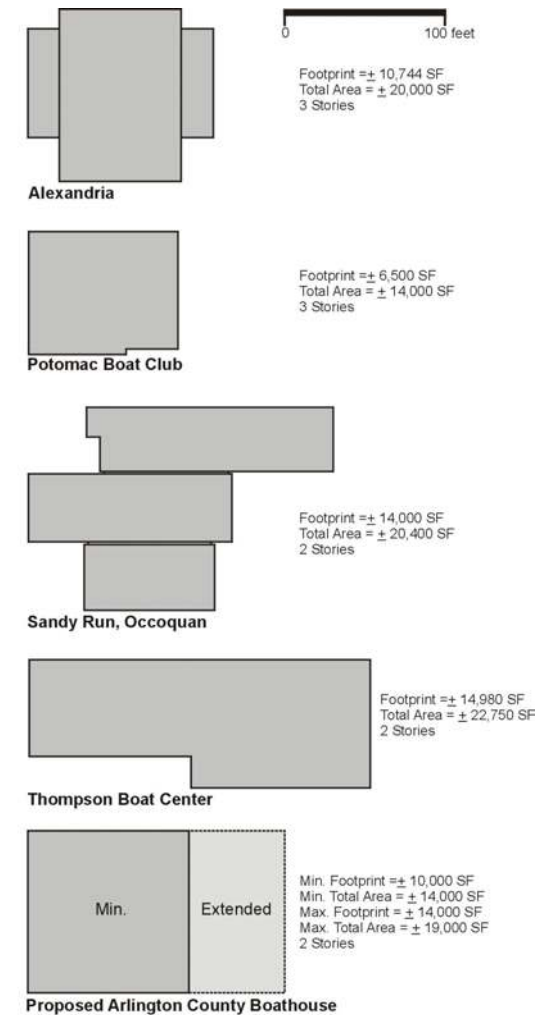 0 100 feet
Footprint =± 10,744 SF
Total Area = ± 20,000 SF
3 Stories
Alexandria
Footprint =± 6,500 SF
Total Area = ± 14,000 SF
3 Stories
Potomac Boat Club
Footprint =± 14,000 SF
Total Area = ± 20,400 SF
2 Stories
Sandy Run, Occoquan
Footprint =± 14,980 SF
Total Area = ± 22,750 SF
2 Stories
Thompson Boat Center
Min. Extended
Min. Footprint =± 10,000 SF
Min. Total Area = ± 14,000 SF
Max. Footprint = ± 14,000 SF
Max. Total Area = ± 19,000 SF
2 Stories
Proposed Arlington County Boathouse